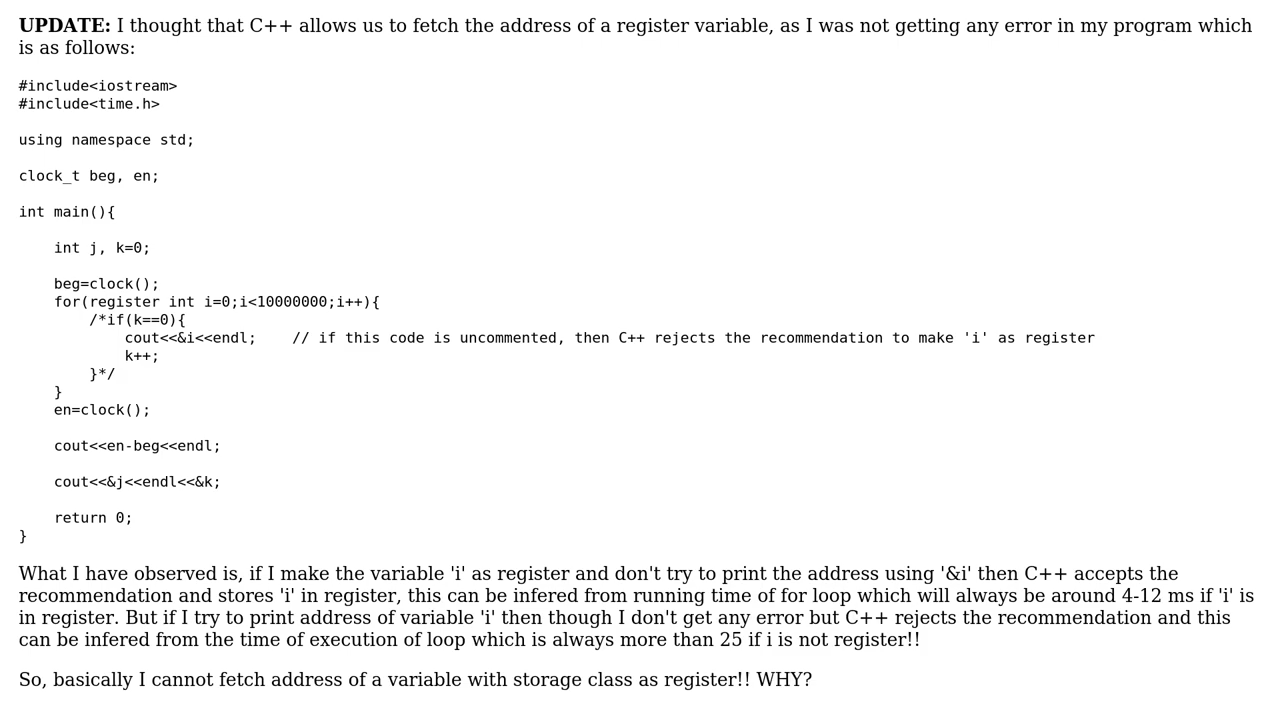 UPDATE: I thought that C++ allows us to fetch the address of a register variable, as I was not getting any error in my program which
is as follows:
#include<iostream>
#include<time.h>
using namespace std;
clock_t beg, en;
int main(){
    int j, k=0;
    beg=clock();
    for(register int i=0;i<10000000;i++){
        /*if(k==0){
            cout<<&i<<endl;    // if this code is uncommented, then C++ rejects the recommendation to make 'i' as register
            k++;
        }*/
    }
    en=clock();
    cout<<en-beg<<endl;
    cout<<&j<<endl<<&k;
    return 0;
}
What I have observed is, if I make the variable 'i' as register and don't try to print the address using '&i' then C++ accepts the
recommendation and stores 'i' in register, this can be infered from running time of for loop which will always be around 4-12 ms if 'i' is
in register. But if I try to print address of variable 'i' then though I don't get any error but C++ rejects the recommendation and this
can be infered from the time of execution of loop which is always more than 25 if i is not register!!
So, basically I cannot fetch address of a variable with storage class as register!! WHY?